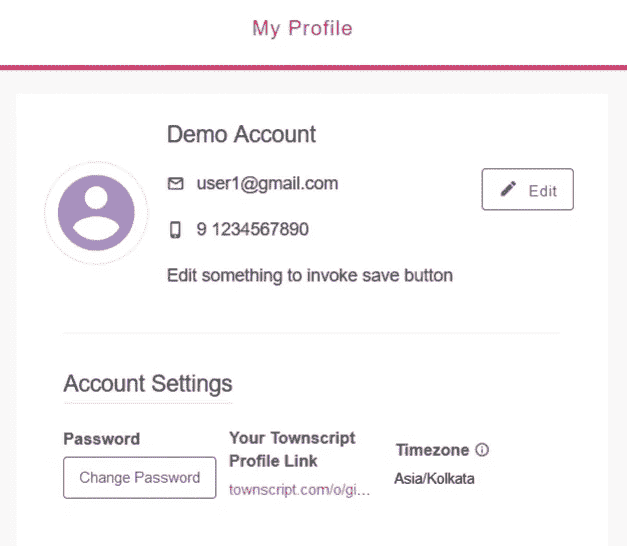 My Profile
Demo Account
user1@gmail.com
Edit
9 1234567890
Edit something to invoke save button
Account Settings
Password
Change Password
Your Townscript
Profile Link
townscript.com/o/gi...
Timezone
Asia/Kolkata